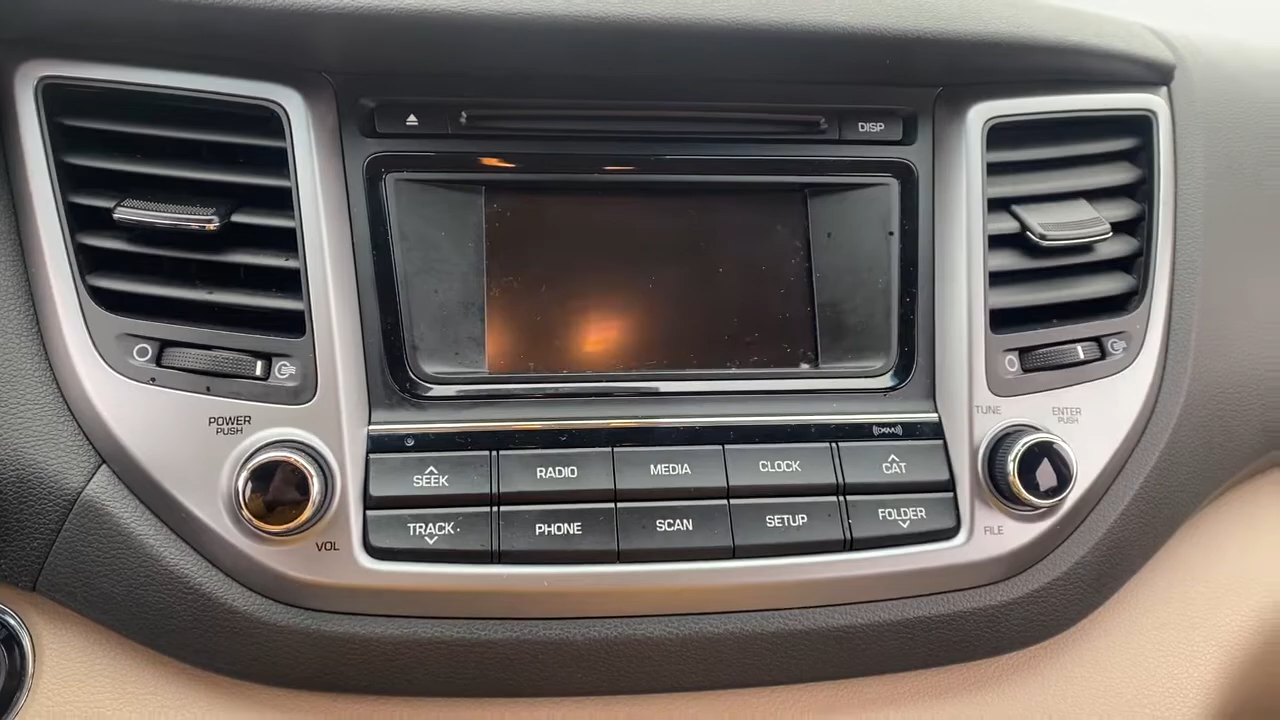 DISP
POWER
PUSH
VOL
TUNE
ENTER
PUSH
FILE
SEEK
RADIO
MEDIA
CLOCK
CAT
TRACK
PHONE
SCAN
SETUP
FOLDER